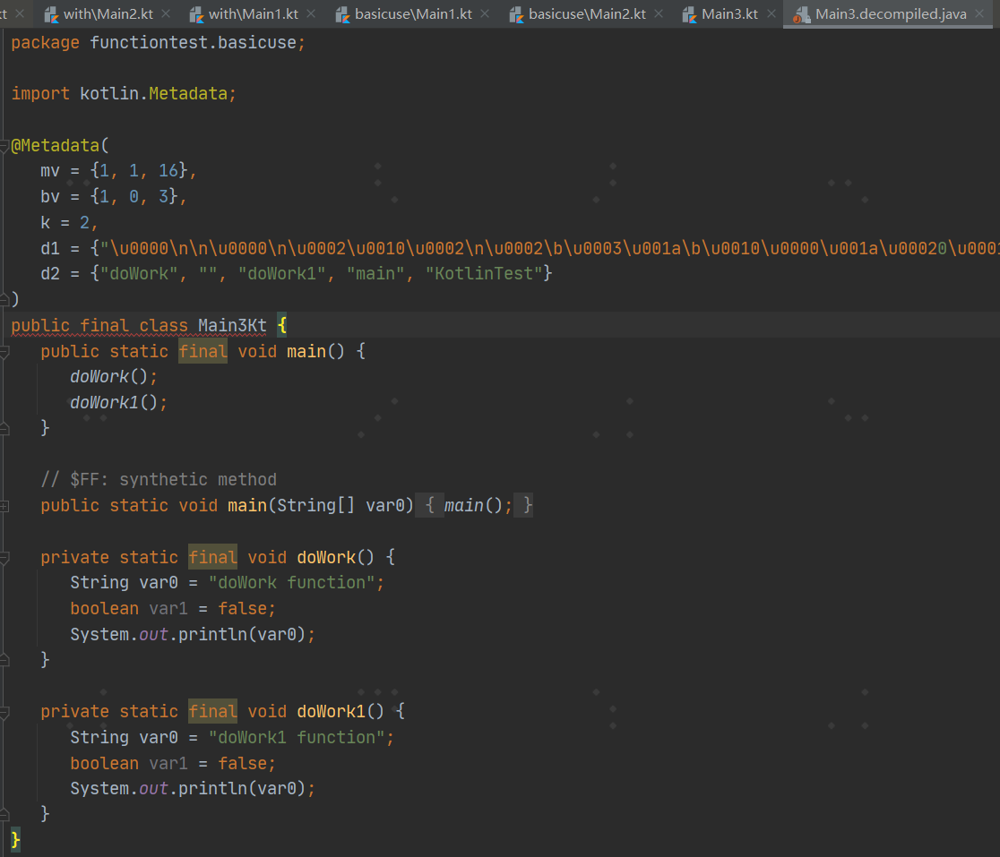 kt with\Main2.kt with\Main1.kt basicuse\Main1.kt basicuse\Main2.kt Main3.kt Main3.decompiled.java
package functiontest.basicuse;
import kotlin.Metadata;
@Metadata(
mv = {1, 1, 16},
bv = {1, 0, 3},
k = 2,
d1 = {"\u0000\n\n\u0000\n\u0002\u0010\u0002\n\u0002\b\u0003\u001a\b\u0010\u0000\u001a\u00020\u000
d2 = {"doWork", "", "doWork1", "main", "KotlinTest"}
)
public final class Main3Kt {
public static final void main() {
doWork();
doWork1();
}
// $FF: synthetic method
public static void main(String[] var0) { main(); }
private static final void doWork() {
String var0 = "doWork function";
boolean var1 = false;
System.out.println(var0);
}
private static final void doWork1() {
String var0 = "doWork1 function";
boolean var1 = false;
System.out.println(var0);
}
}